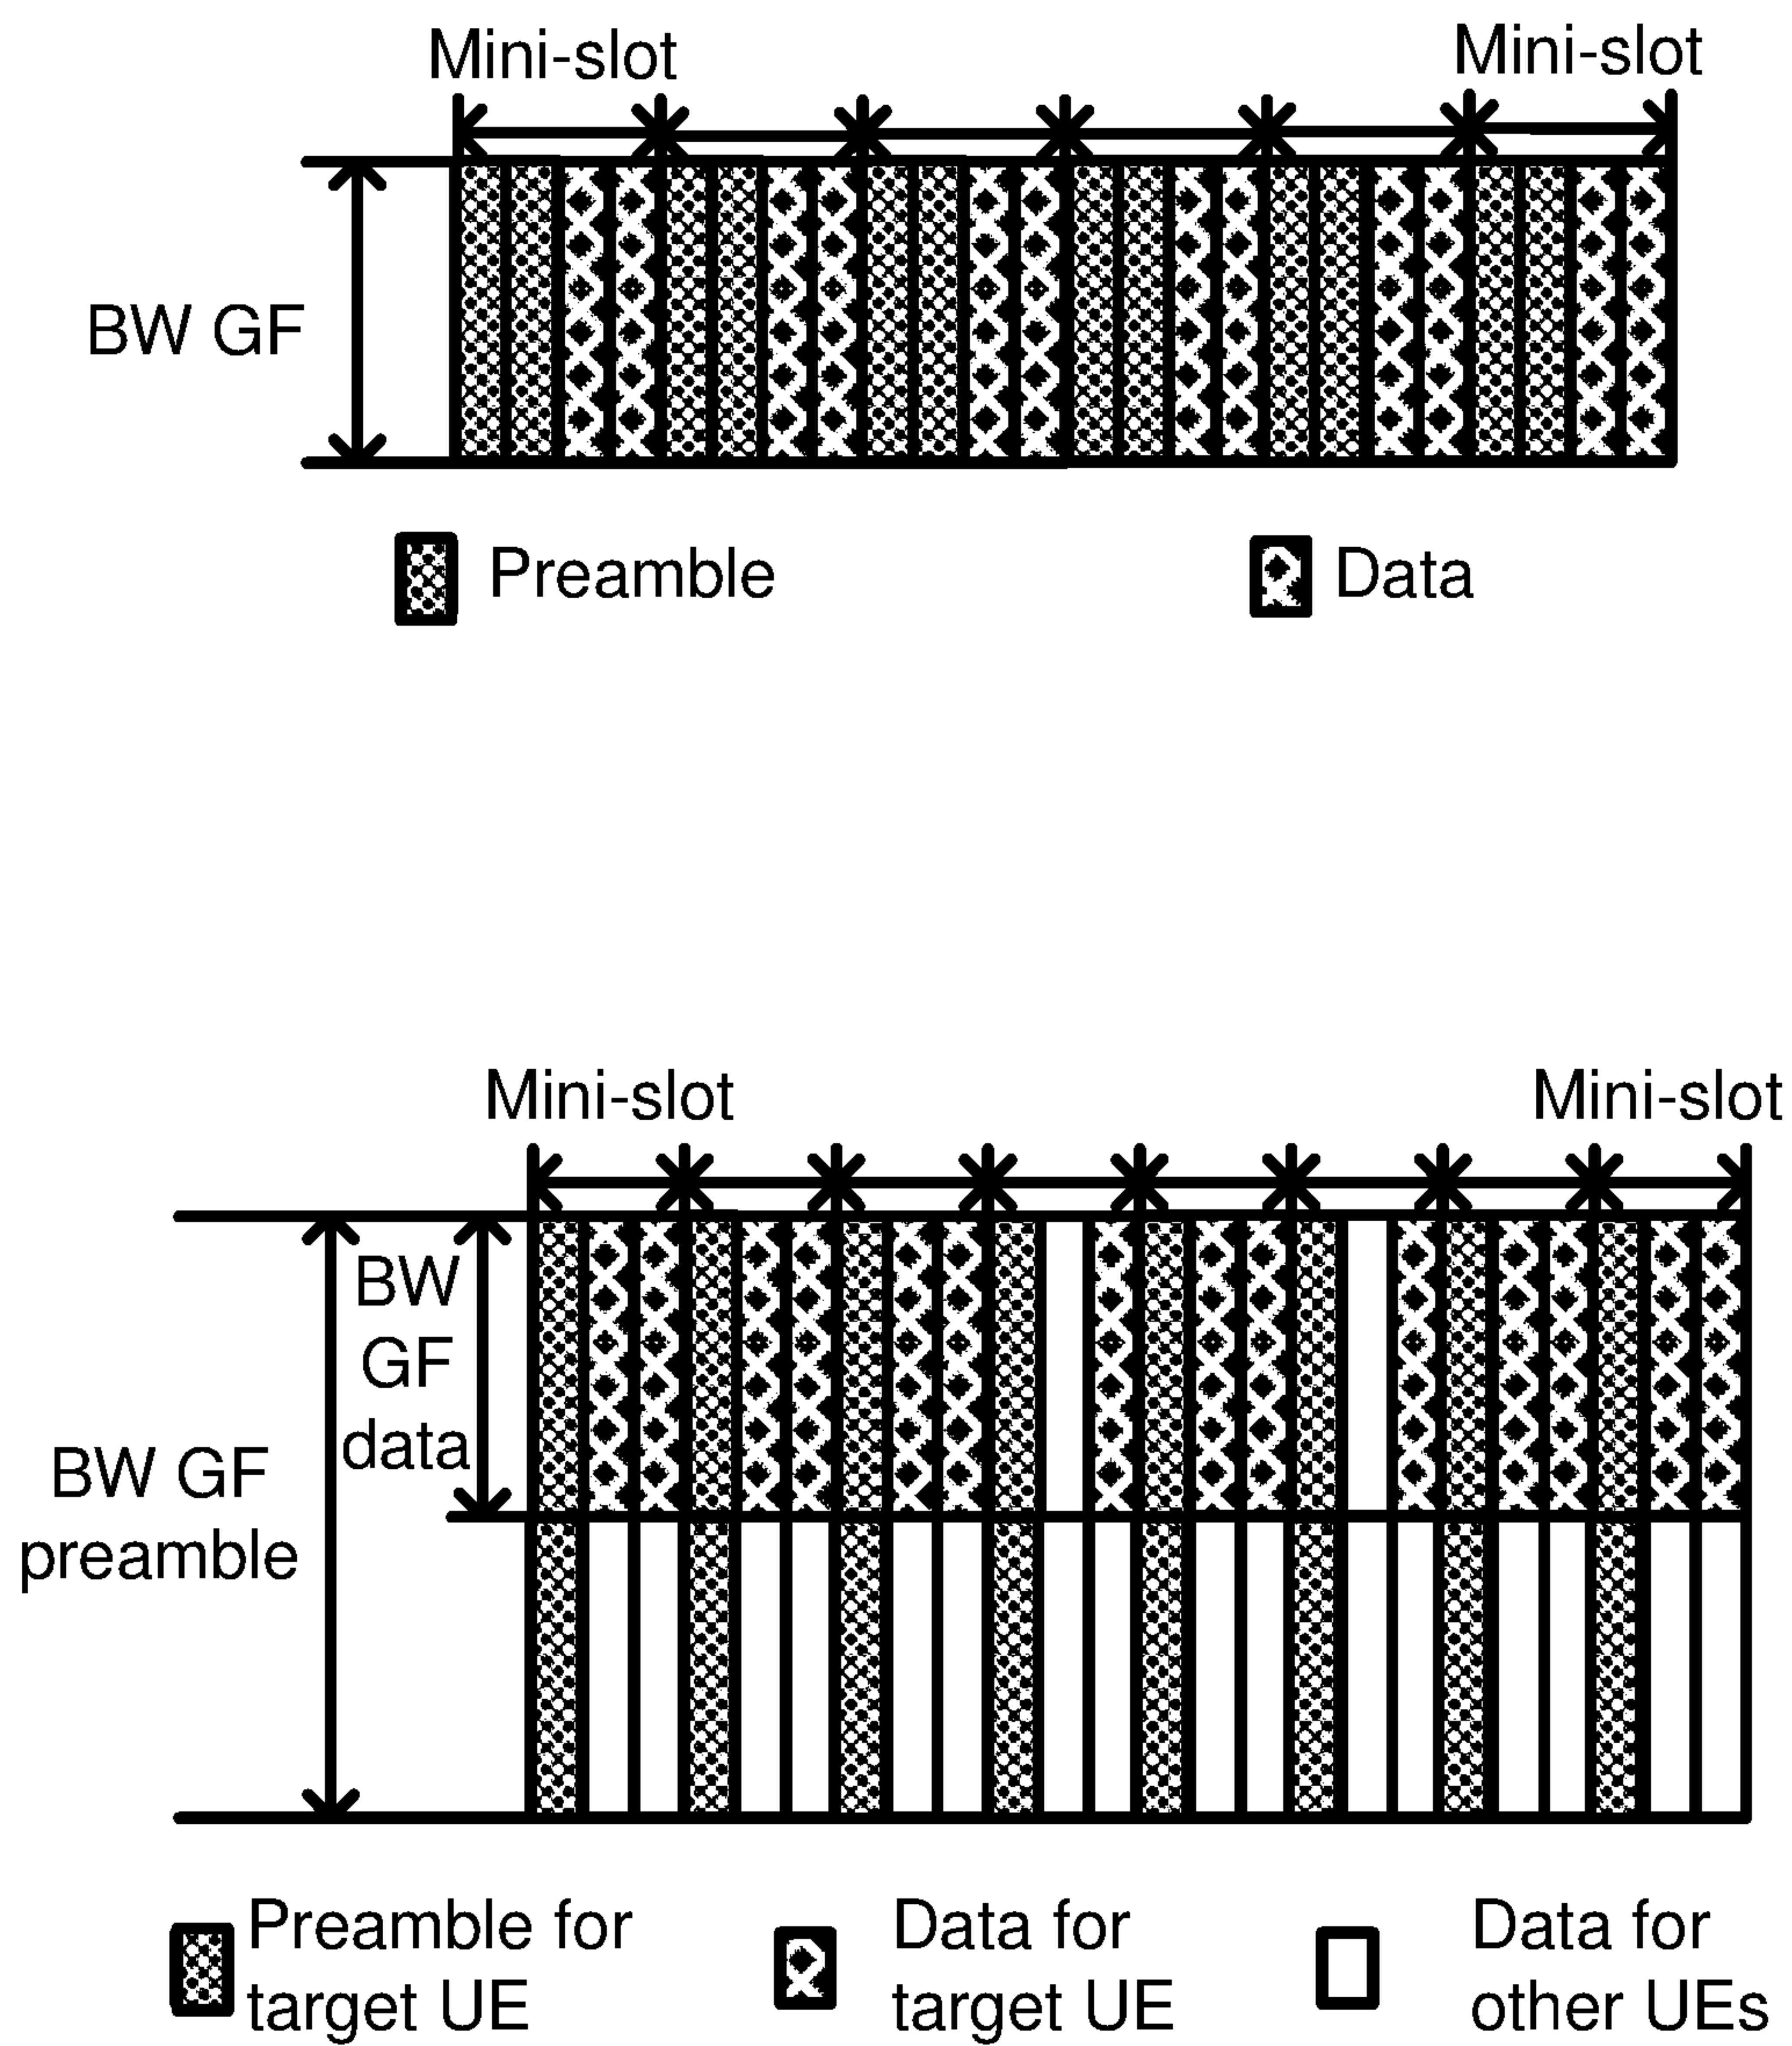 Mini-slot
Mini-slot
BW GF
Preamble
Data
Mini-slot
Mini-slot
BW
GF
data
BW GF
preamble
Preamble for
target UE
Data for
target UE
Data for
other UEs